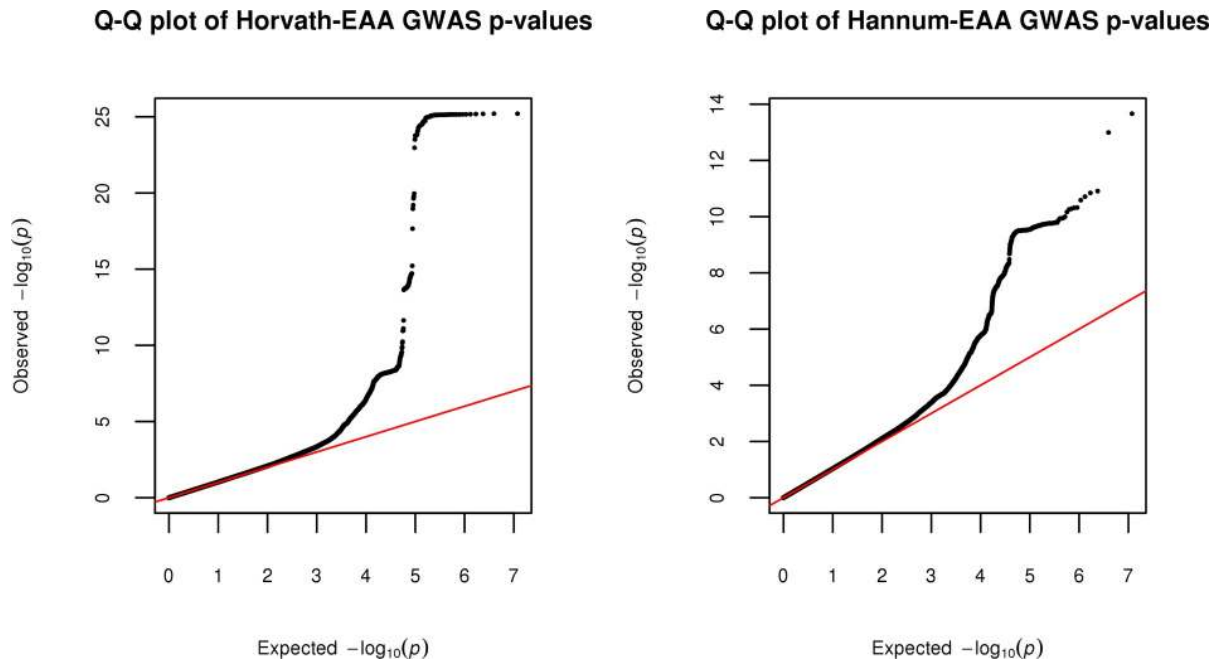 Q-Q plot of Horvath-EAA GWAS p-values
25
20
15
10
5
0
Observed −log₁₀(p)
0 1 2 3 4 5 6 7
Expected −log₁₀(p)
Q-Q plot of Hannum-EAA GWAS p-values
14
12
10
8
6
4
2
0
Observed −log₁₀(p)
0 1 2 3 4 5 6 7
Expected −log₁₀(p)